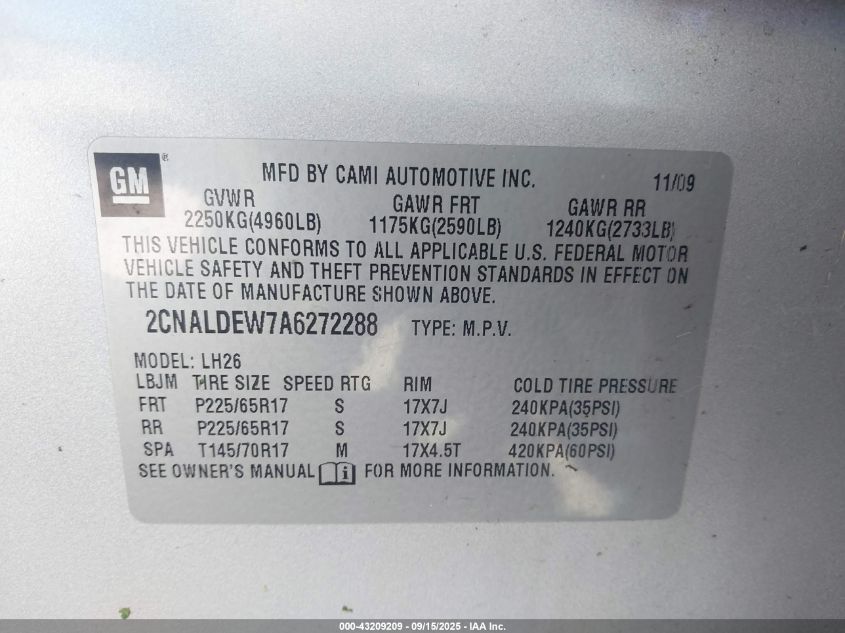 GM ®
MFD BY CAMI AUTOMOTIVE INC. 11/09
GVWR GAWR FRT GAWR RR
2250KG(4960LB) 1175KG(2590LB) 1240KG(2733LB)
THIS VEHICLE CONFORMS TO ALL APPLICABLE U.S. FEDERAL MOTOR
VEHICLE SAFETY AND THEFT PREVENTION STANDARDS IN EFFECT ON
THE DATE OF MANUFACTURE SHOWN ABOVE.
2CNALDEW7A6272288 TYPE: M.P.V.
MODEL: LH26
LBJM TIRE SIZE SPEED RTG RIM COLD TIRE PRESSURE
FRT P225/65R17 S 17X7J 240KPA(35PSI)
RR P225/65R17 S 17X7J 240KPA(35PSI)
SPA T145/70R17 M 17X4.5T 420KPA(60PSI)
SEE OWNER'S MANUAL i FOR MORE INFORMATION.
000-43209209 - 09/15/2025 - IAA Inc.